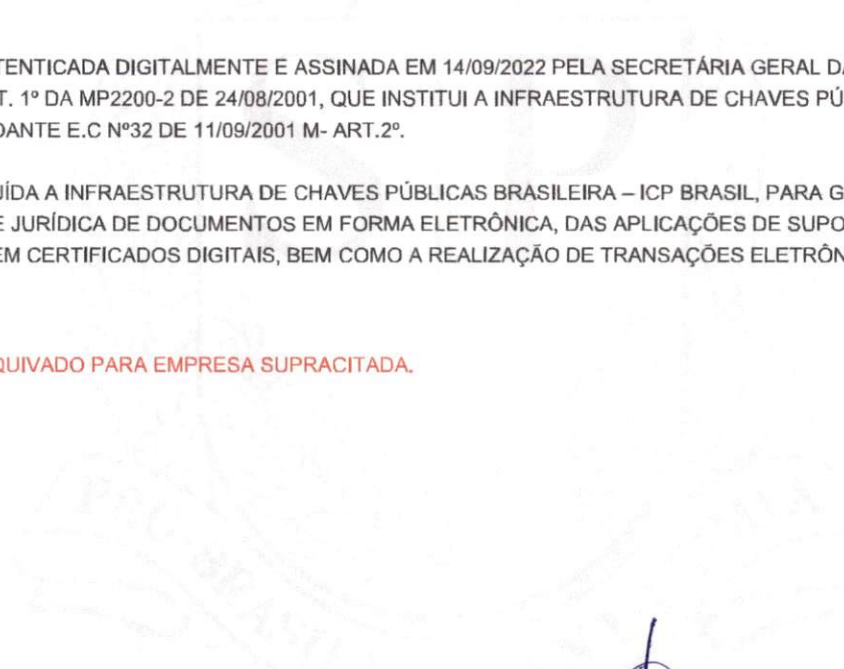 TENTICADA DIGITALMENTE E ASSINADA EM 14/09/2022 PELA SECRETÁRIA GERAL DA
T. 1º DA MP2200-2 DE 24/08/2001, QUE INSTITUI A INFRAESTRUTURA DE CHAVES PÚ
DANTE E.C Nº32 DE 11/09/2001 M- ART.2º.
UÍDA A INFRAESTRUTURA DE CHAVES PÚBLICAS BRASILEIRA – ICP BRASIL, PARA G
E JURÍDICA DE DOCUMENTOS EM FORMA ELETRÔNICA, DAS APLICAÇÕES DE SUPO
EM CERTIFICADOS DIGITAIS, BEM COMO A REALIZAÇÃO DE TRANSAÇÕES ELETRÔN
QUIVADO PARA EMPRESA SUPRACITADA.